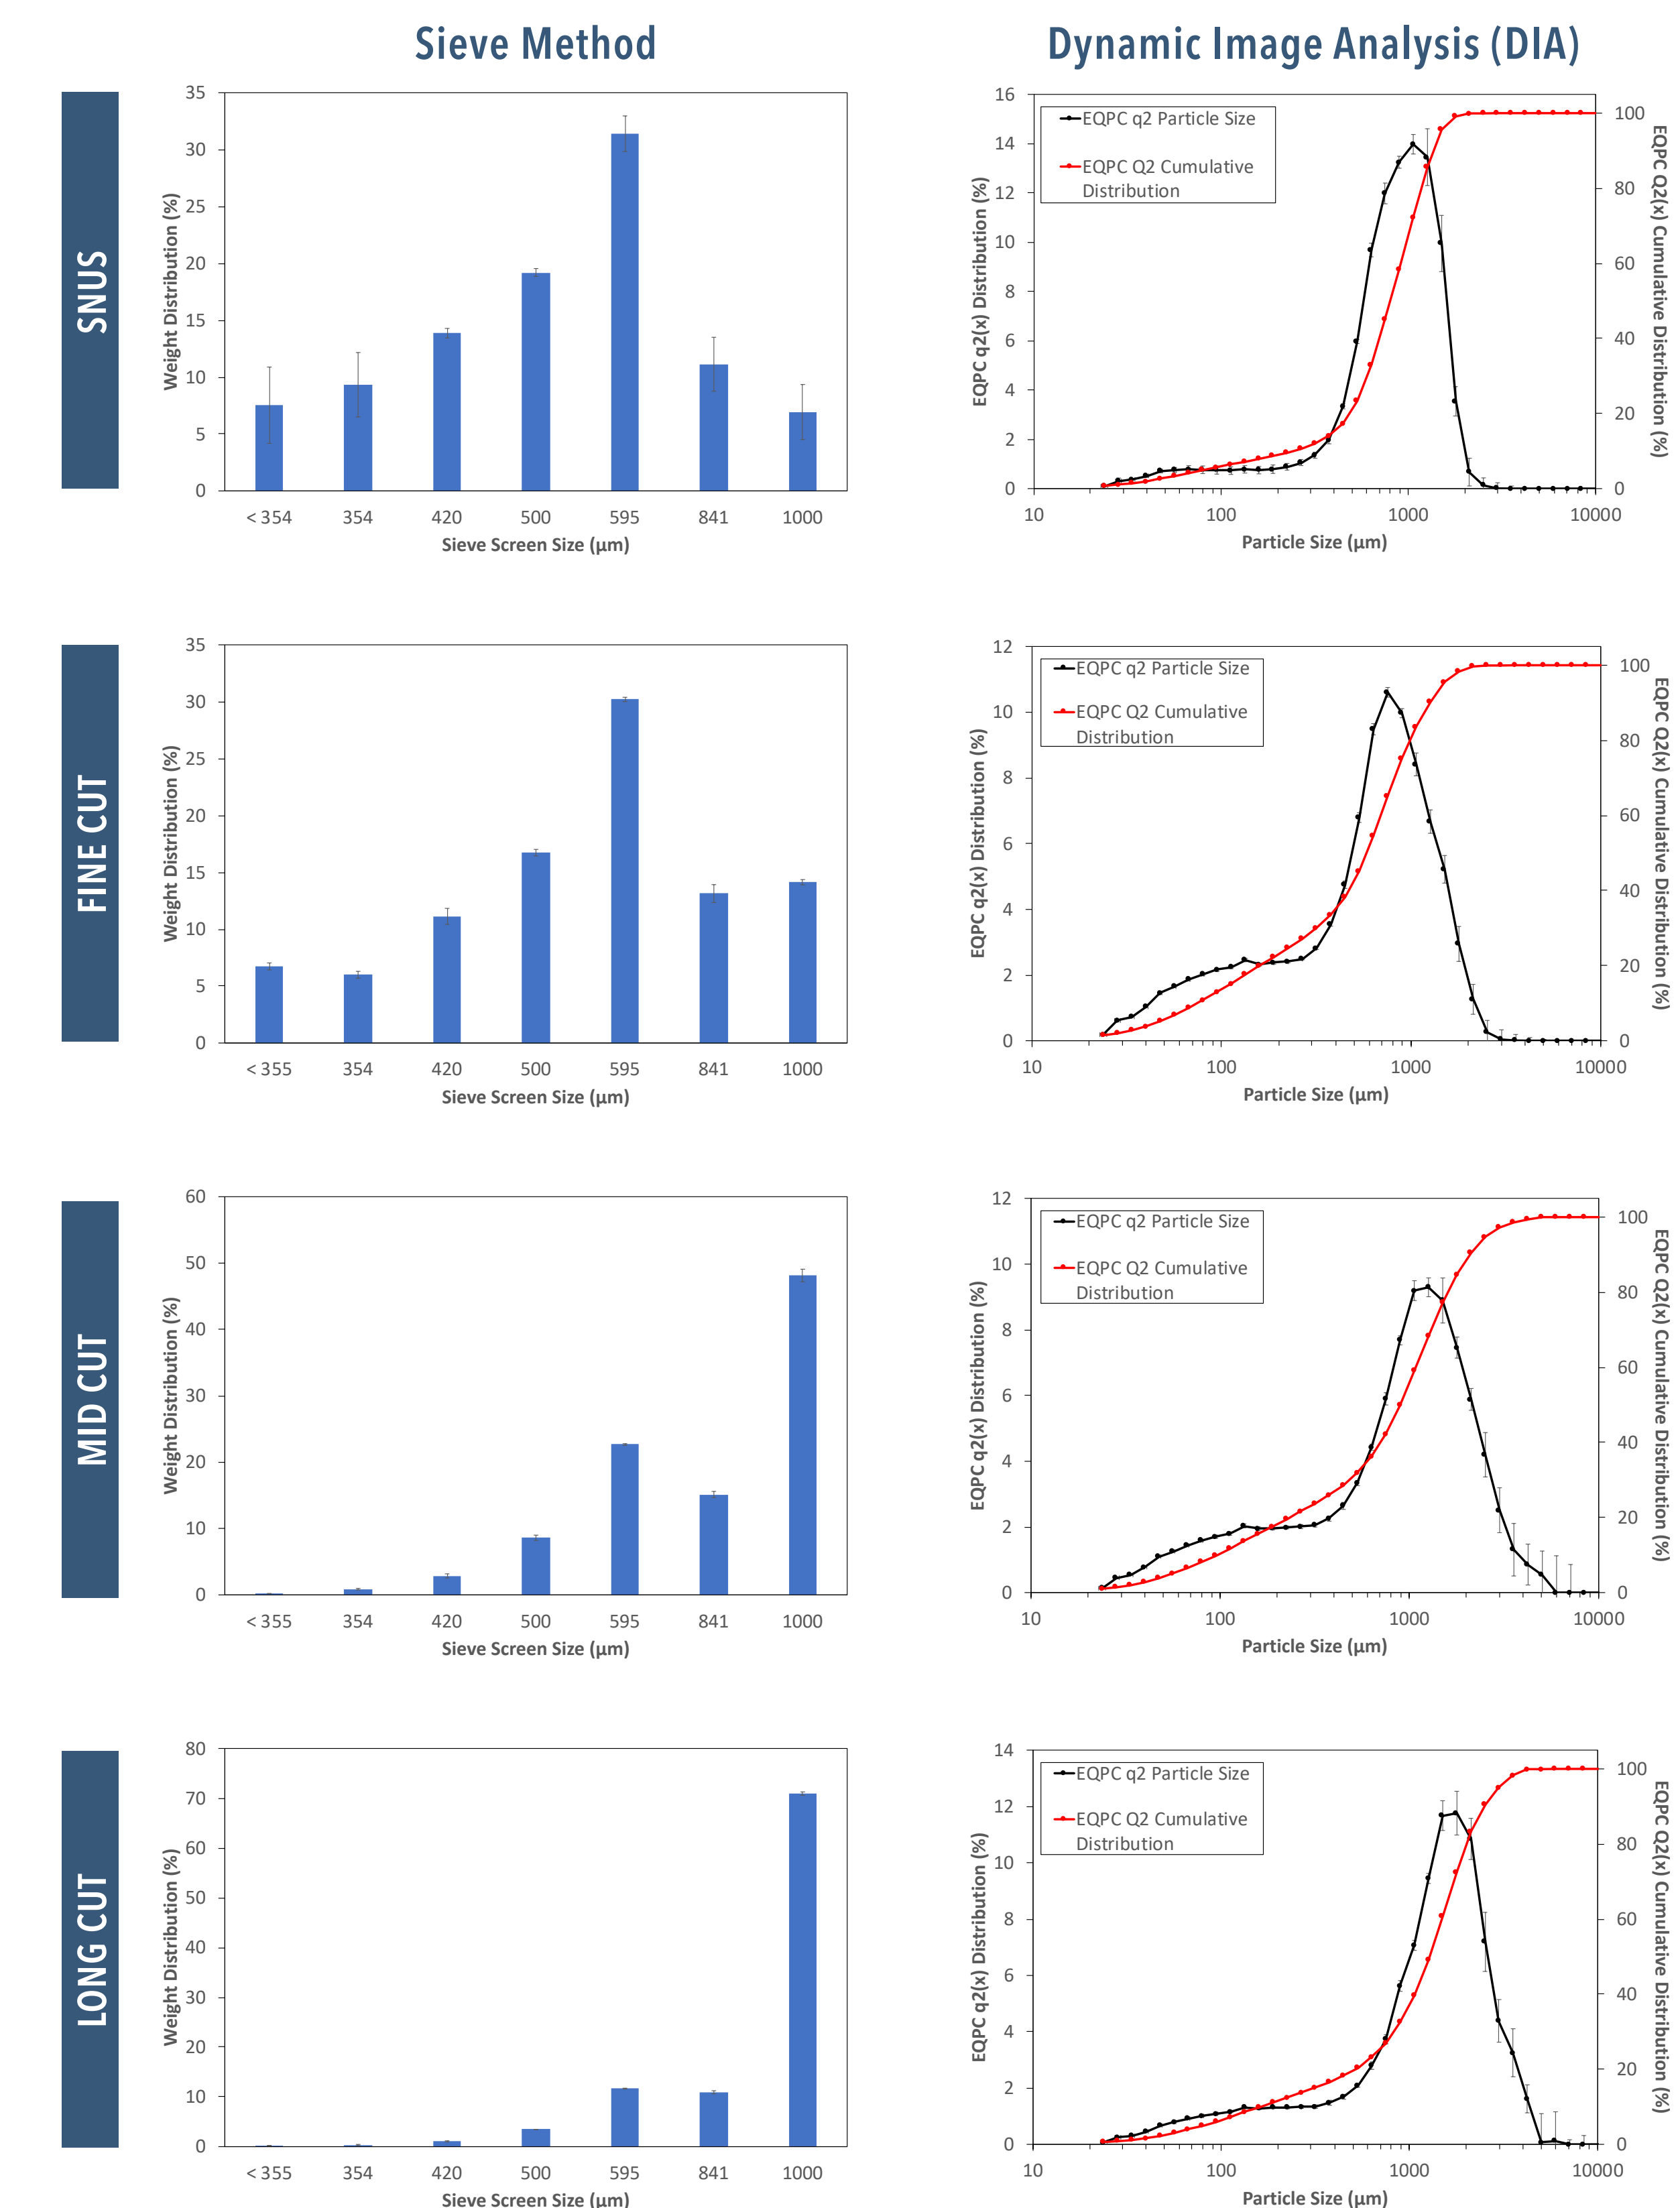 Sieve Method
Dynamic Image Analysis (DIA)
SNUS
Weight Distribution (%)
35
30
25
20
15
10
5
0
< 354 354 420 500 595 841 1000
Sieve Screen Size (µm)
EQPC q2(x) Distribution (%)
16
14
12
10
8
6
4
2
0
EQPC q2 Particle Size
EQPC Q2 Cumulative
Distribution
100
80
60
40
20
0
EQPC Q2(x) Cumulative Distribution (%)
10 100 1000 10000
Particle Size (µm)
FINE CUT
Weight Distribution (%)
35
30
25
20
15
10
5
0
< 355 354 420 500 595 841 1000
Sieve Screen Size (µm)
EQPC q2(x) Distribution (%)
12
10
8
6
4
2
0
EQPC q2 Particle Size
EQPC Q2 Cumulative
Distribution
100
80
60
40
20
0
EQPC Q2(x) Cumulative Distribution (%)
10 100 1000 10000
Particle Size (µm)
MID CUT
Weight Distribution (%)
60
50
40
30
20
10
0
< 355 354 420 500 595 841 1000
Sieve Screen Size (µm)
EQPC q2(x) Distribution (%)
12
10
8
6
4
2
0
EQPC q2 Particle Size
EQPC Q2 Cumulative
Distribution
100
80
60
40
20
0
EQPC Q2(x) Cumulative Distribution (%)
10 100 1000 10000
Particle Size (µm)
LONG CUT
Weight Distribution (%)
80
70
60
50
40
30
20
10
0
< 355 354 420 500 595 841 1000
Sieve Screen Size (µm)
EQPC q2(x) Distribution (%)
14
12
10
8
6
4
2
0
EQPC q2 Particle Size
EQPC Q2 Cumulative
Distribution
100
80
60
40
20
0
EQPC Q2(x) Cumulative Distribution (%)
10 100 1000 10000
Particle Size (µm)